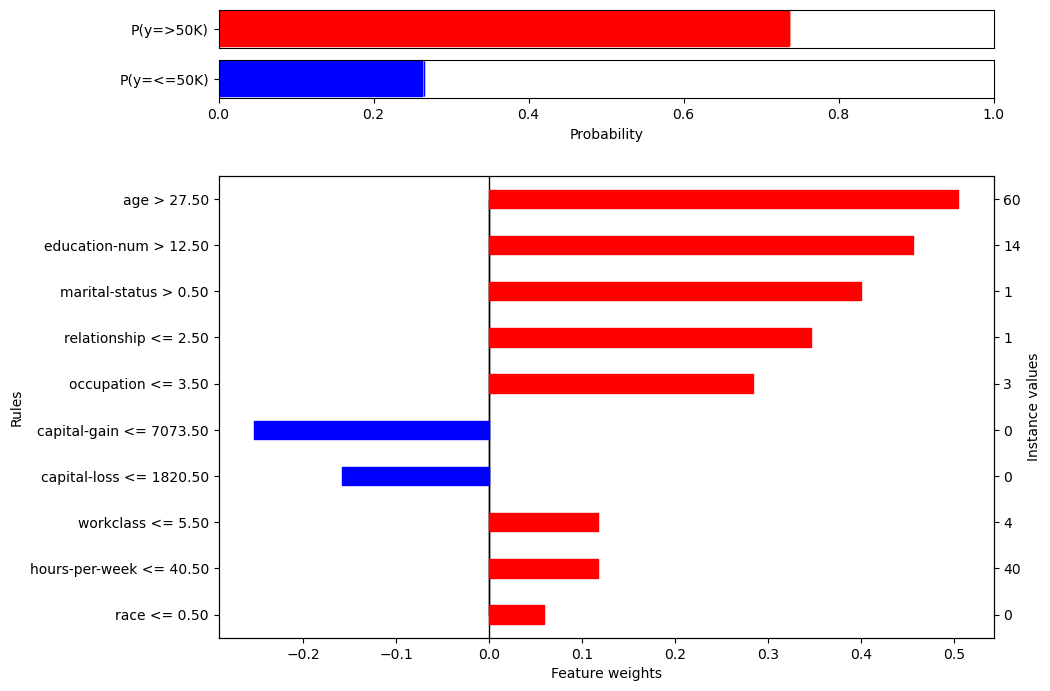 P(y=>50K)
P(y=<=50K)
0.0 0.2 0.4 0.6 0.8 1.0
Probability
age > 27.50 60
education-num > 12.50 14
marital-status > 0.50 1
relationship <= 2.50 1
occupation <= 3.50 3
capital-gain <= 7073.50 0
capital-loss <= 1820.50 0
workclass <= 5.50 4
hours-per-week <= 40.50 40
race <= 0.50 0
Rules
Instance values
−0.2 −0.1 0.0 0.1 0.2 0.3 0.4 0.5
Feature weights